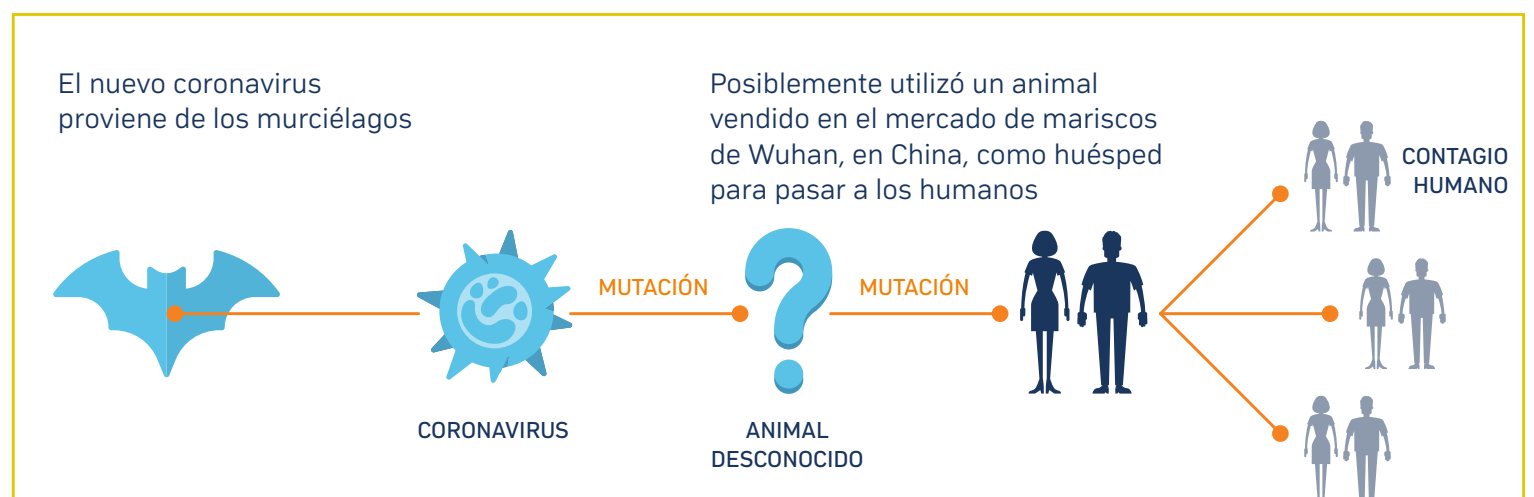 El nuevo coronavirus
proviene de los murciélagos
Posiblemente utilizó un animal
vendido en el mercado de mariscos
de Wuhan, en China, como huésped
para pasar a los humanos
CONTAGIO
HUMANO
MUTACIÓN
MUTACIÓN
CORONAVIRUS
ANIMAL
DESCONOCIDO